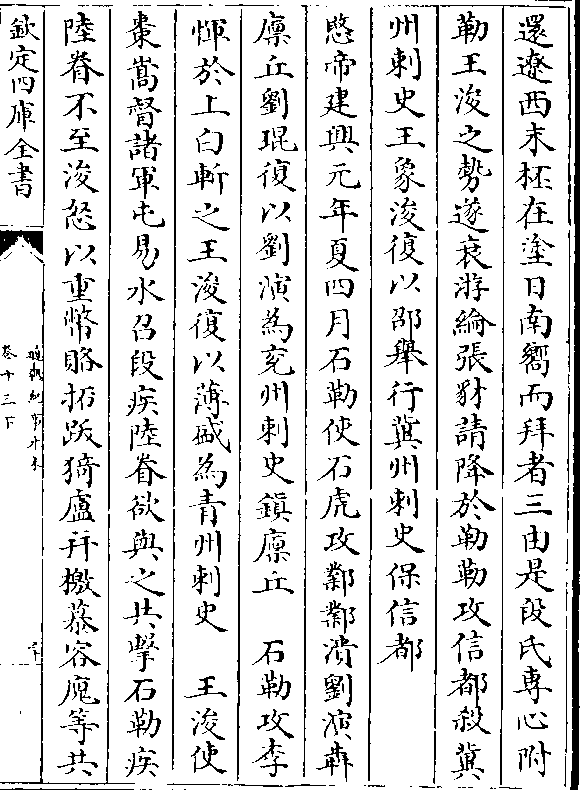 還遼西末柸在塗日南嚮而拜者三由是段氏專心附
勒王浚之勢遂衰游綸張豺請降於勒勒攻信都殺冀
州刺史王象浚復以邵舉行冀州刺史保信都
愍帝建興元年夏四月石勒使石虎攻鄴鄴潰劉演犇
廪丘劉琨復以劉演為兗州刺史鎮廪丘　石勒攻李
惲於上白斬之王浚復以薄盛為青州刺史　王浚使
棗嵩督諸軍屯易水召段疾陸眷欲與之共擊石勒疾
陸眷不至浚怒以重幣賂拓跋猗盧幷檄慕容廆等共
欽定四庫全書
通鑑紀事本末
卷十三下